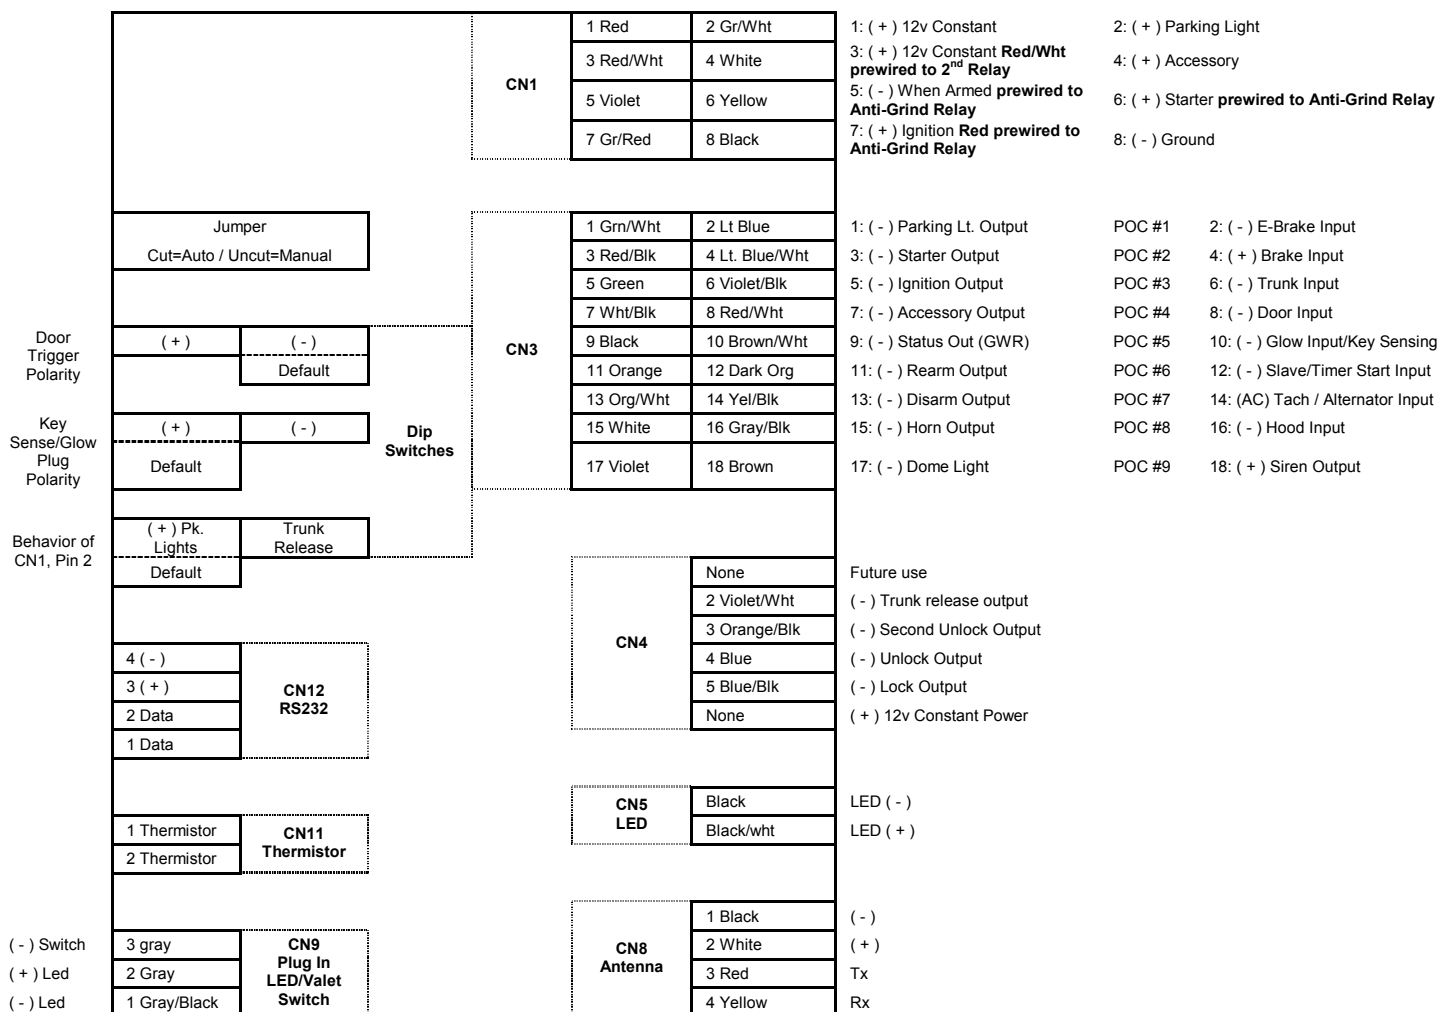 1 Red 2 Gr/Wht 1: ( + ) 12v Constant 2: ( + ) Parking Light
3 Red/Wht 4 White 3: ( + ) 12v Constant Red/Wht prewired to 2nd Relay 4: ( + ) Accessory
CN1
5 Violet 6 Yellow 5: ( - ) When Armed prewired to Anti-Grind Relay 6: ( + ) Starter prewired to Anti-Grind Relay
7 Gr/Red 8 Black 7: ( + ) Ignition Red prewired to Anti-Grind Relay 8: ( - ) Ground
Jumper
Cut=Auto / Uncut=Manual
CN3
1 Grn/Wht 2 Lt Blue 1: ( - ) Parking Lt. Output POC #1 2: ( - ) E-Brake Input
3 Red/Blk 4 Lt. Blue/Wht 3: ( - ) Starter Output POC #2 4: ( + ) Brake Input
5 Green 6 Violet/Blk 5: ( - ) Ignition Output POC #3 6: ( - ) Trunk Input
7 Wht/Blk 8 Red/Wht 7: ( - ) Accessory Output POC #4 8: ( - ) Door Input
9 Black 10 Brown/Wht 9: ( - ) Status Out (GWR) POC #5 10: ( - ) Glow Input/Key Sensing
11 Orange 12 Dark Org 11: ( - ) Rearm Output POC #6 12: ( - ) Slave/Timer Start Input
13 Org/Wht 14 Yel/Blk 13: ( - ) Disarm Output POC #7 14: (AC) Tach / Alternator Input
15 White 16 Gray/Blk 15: ( - ) Horn Output POC #8 16: ( - ) Hood Input
17 Violet 18 Brown 17: ( - ) Dome Light POC #9 18: ( + ) Siren Output
Door
Trigger
Polarity
( + ) ( - )
Default
Key
Sense/Glow
Plug
Polarity
( + ) ( - )
Default
Dip
Switches
Behavior of
CN1, Pin 2
( + ) Pk.
Lights
Trunk
Release
Default
CN4
None Future use
2 Violet/Wht ( - ) Trunk release output
3 Orange/Blk ( - ) Second Unlock Output
4 Blue ( - ) Unlock Output
5 Blue/Blk ( - ) Lock Output
None ( + ) 12v Constant Power
4 ( - )
3 ( + )
2 Data
1 Data
CN12
RS232
CN5
LED
Black LED ( - )
Black/wht LED ( + )
1 Thermistor
2 Thermistor
CN11
Thermistor
CN8
Antenna
1 Black ( - )
2 White ( + )
3 Red Tx
4 Yellow Rx
( - ) Switch 3 gray
( + ) Led 2 Gray
( - ) Led 1 Gray/Black
CN9
Plug In
LED/Valet
Switch